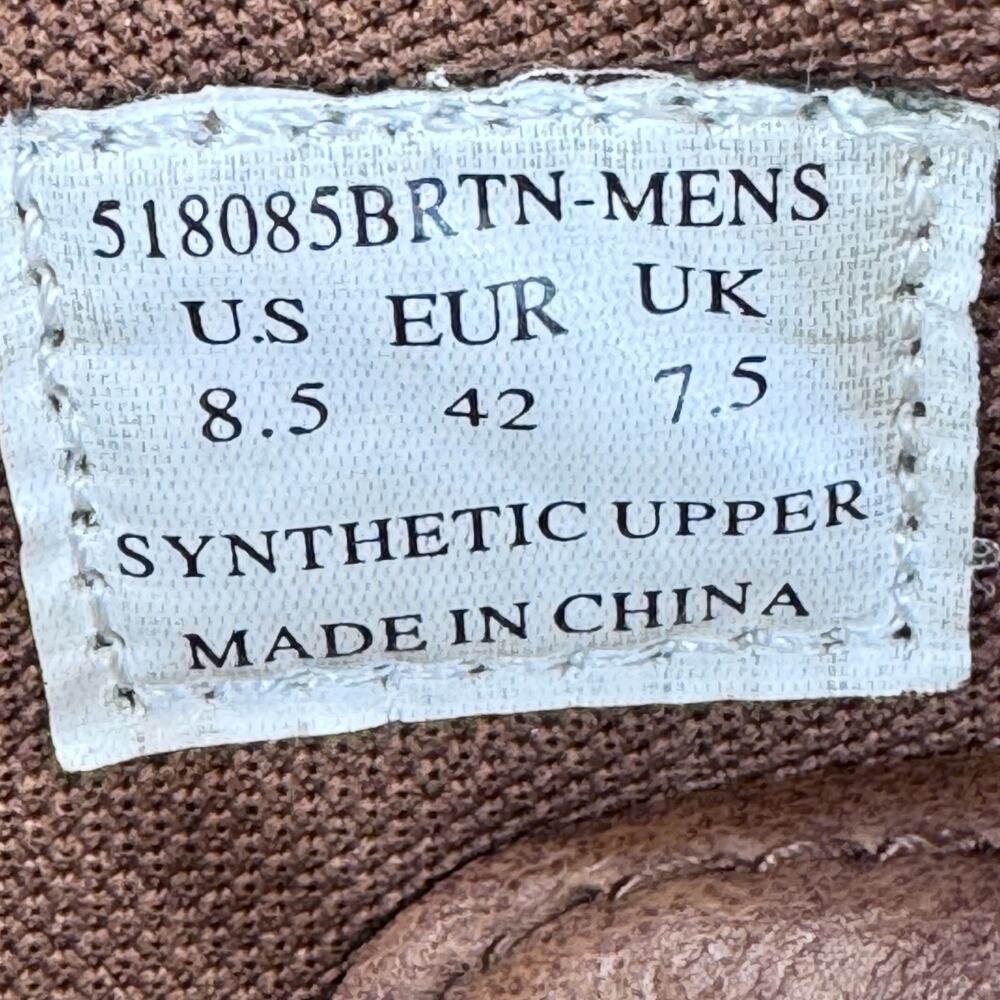 518085BRTN-MENS
U.S EUR UK
8.5 42 7.5
SYNTHETIC UPPER
MADE IN CHINA